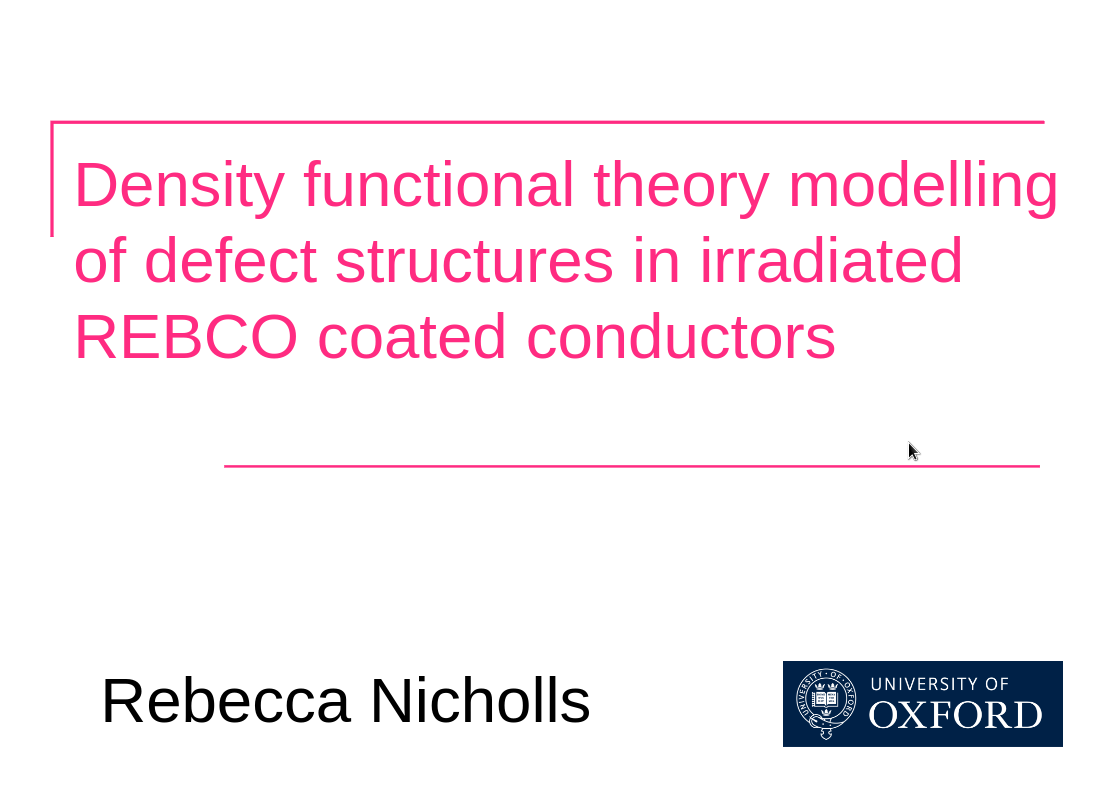 Density functional theory modelling
of defect structures in irradiated
REBCO coated conductors
Rebecca Nicholls
UNIVERSITY OF
OXFORD